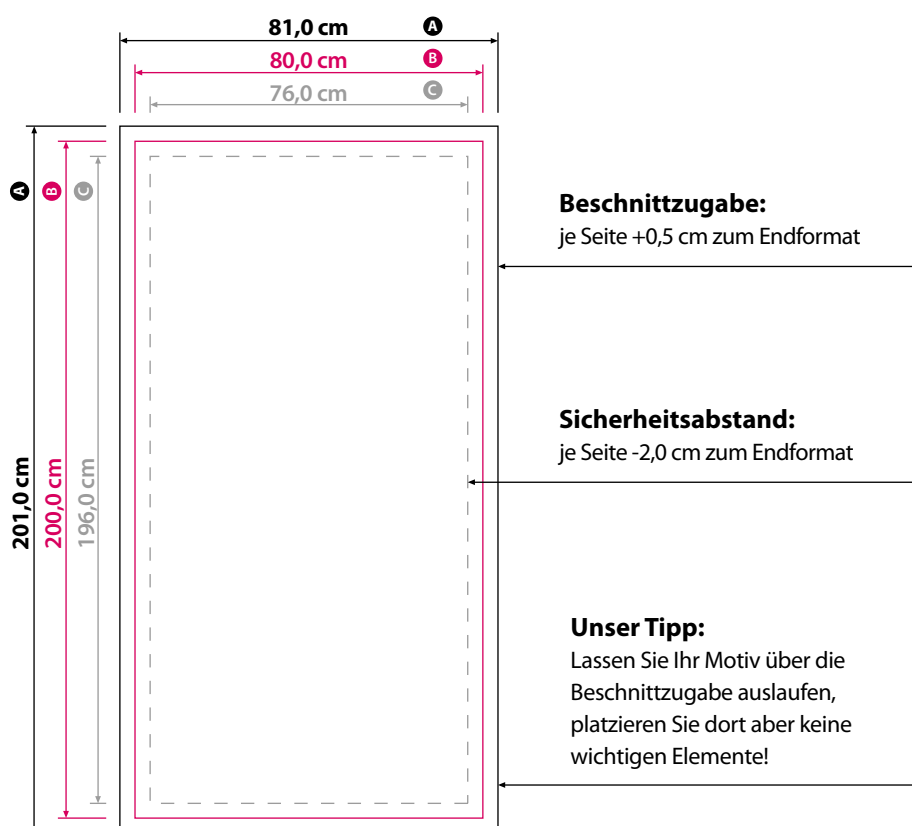 81,0 cm A
80,0 cm B
76,0 cm C
A
B
C
201,0 cm
200,0 cm
196,0 cm
Beschnittzugabe:
je Seite +0,5 cm zum Endformat
Sicherheitsabstand:
je Seite -2,0 cm zum Endformat
Unser Tipp:
Lassen Sie Ihr Motiv über die
Beschnittzugabe auslaufen,
platzieren Sie dort aber keine
wichtigen Elemente!